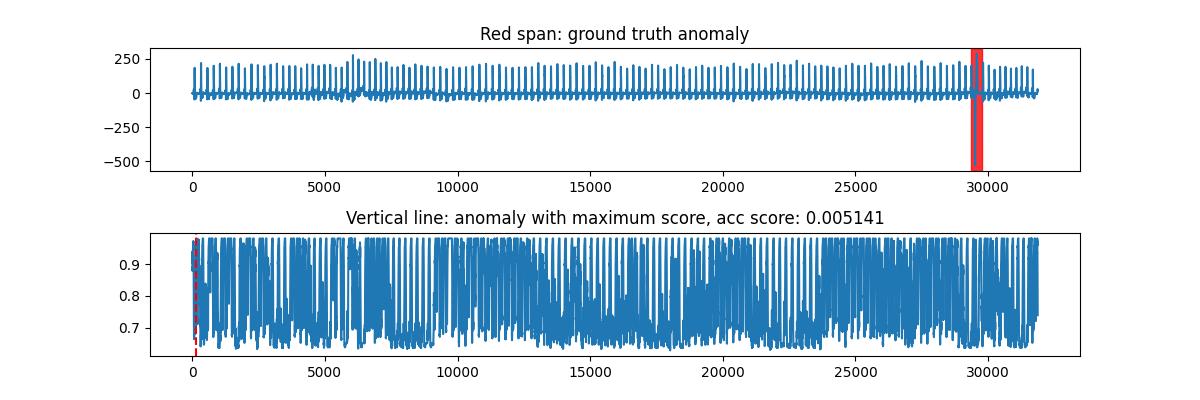 Red span: ground truth anomaly
250
0
−250
−500
0 5000 10000 15000 20000 25000 30000
Vertical line: anomaly with maximum score, acc score: 0.005141
0.9
0.8
0.7
0 5000 10000 15000 20000 25000 30000